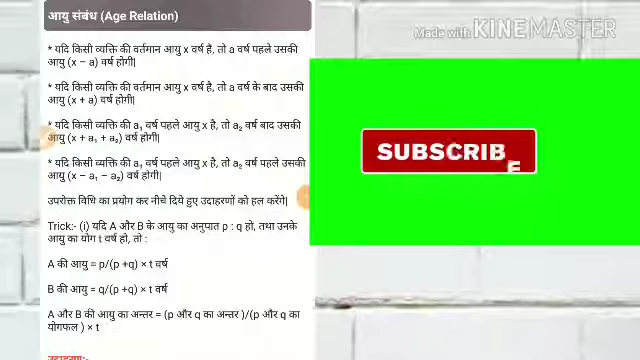 आयु संबंध (Age Relation)
Made with KINEMASTER
* यदि किसी व्यक्ति की वर्तमान आयु x वर्ष है, तो a वर्ष पहले उसकी
आयु (x – a) वर्ष होगी|
* यदि किसी व्यक्ति की वर्तमान आयु x वर्ष है, तो a वर्ष के बाद उसकी
आयु (x + a) वर्ष होगी|
* यदि किसी व्यक्ति की a₁ वर्ष पहले आयु x है, तो a₂ वर्ष बाद उसकी
आयु (x + a₁ + a₂) वर्ष होगी|
* यदि किसी व्यक्ति की a₁ वर्ष पहले आयु x है, तो a₂ वर्ष पहले उसकी
आयु (x – a₁ – a₂) वर्ष होगी|
उपरोक्त विधि का प्रयोग कर नीचे दिये हुए उदाहरणों को हल करेंगे|
Trick:- (i) यदि A और B के आयु का अनुपात p : q हो, तथा उनके
आयु का योग t वर्ष हो, तो :
A की आयु = p/(p +q) × t वर्ष
B की आयु = q/(p +q) × t वर्ष
A और B की आयु का अन्तर = (p और q का अन्तर )/(p और q का
योगफल ) × t
SUBSCRIBE